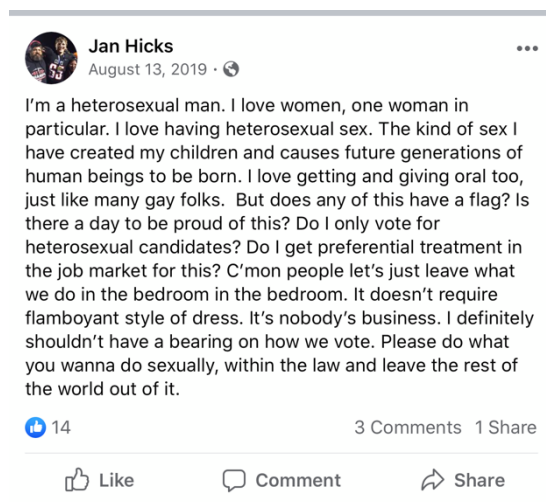 Jan Hicks
August 13, 2019 ·
I'm a heterosexual man. I love women, one woman in
particular. I love having heterosexual sex. The kind of sex I
have created my children and causes future generations of
human beings to be born. I love getting and giving oral too,
just like many gay folks.  But does any of this have a flag? Is
there a day to be proud of this? Do I only vote for
heterosexual candidates? Do I get preferential treatment in
the job market for this? C'mon people let's just leave what
we do in the bedroom in the bedroom. It doesn't require
flamboyant style of dress. It's nobody's business. I definitely
shouldn't have a bearing on how we vote. Please do what
you wanna do sexually, within the law and leave the rest of
the world out of it.
14 3 Comments 1 Share
Like Comment Share